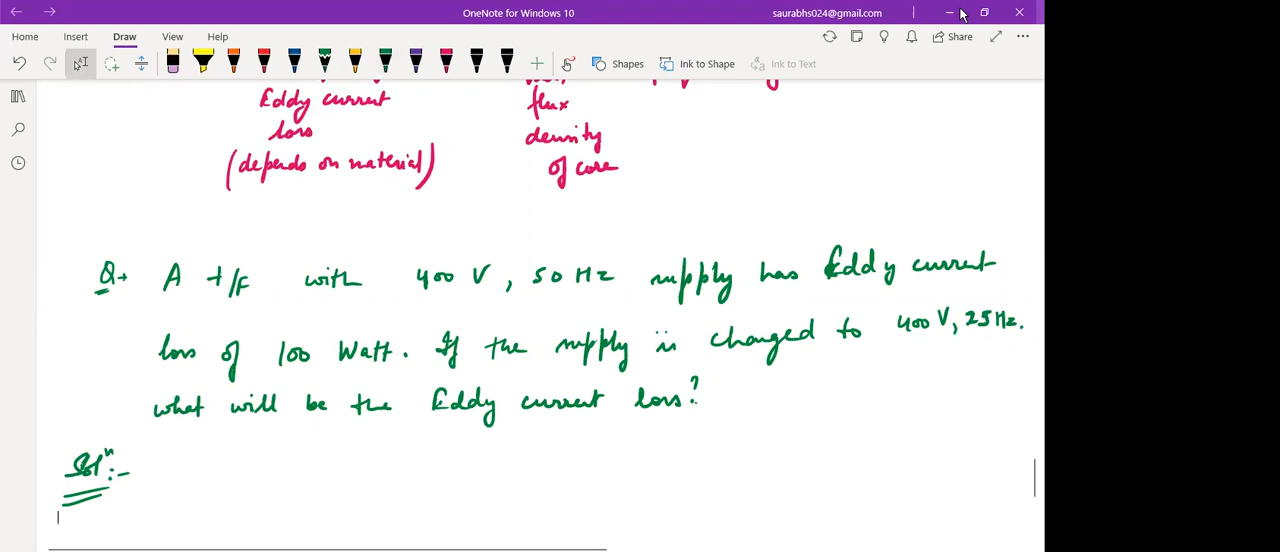 OneNote for Windows 10
saurabhs024@gmail.com
Home Insert Draw View Help
Share
Shapes Ink to Shape Ink to Text
Eddy current
loss
(depends on material)
flux
density
of core
Q→ A t/f with 400 V, 50 Hz supply has Eddy current
loss of 100 Watt. If the supply is changed to 400 V, 25 Hz.
what will be the Eddy current loss?
Solⁿ:-